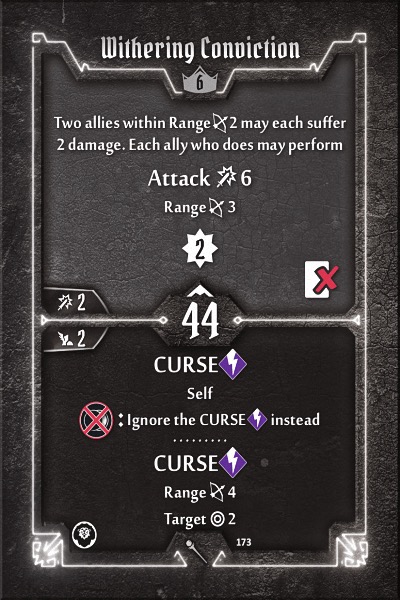 Withering Conviction
6
Two allies within Range 2 may each suffer
2 damage. Each ally who does may perform
Attack 6
Range 3
2
2
44
2
CURSE
Self
: Ignore the CURSE instead
CURSE
Range 4
Target 2
173